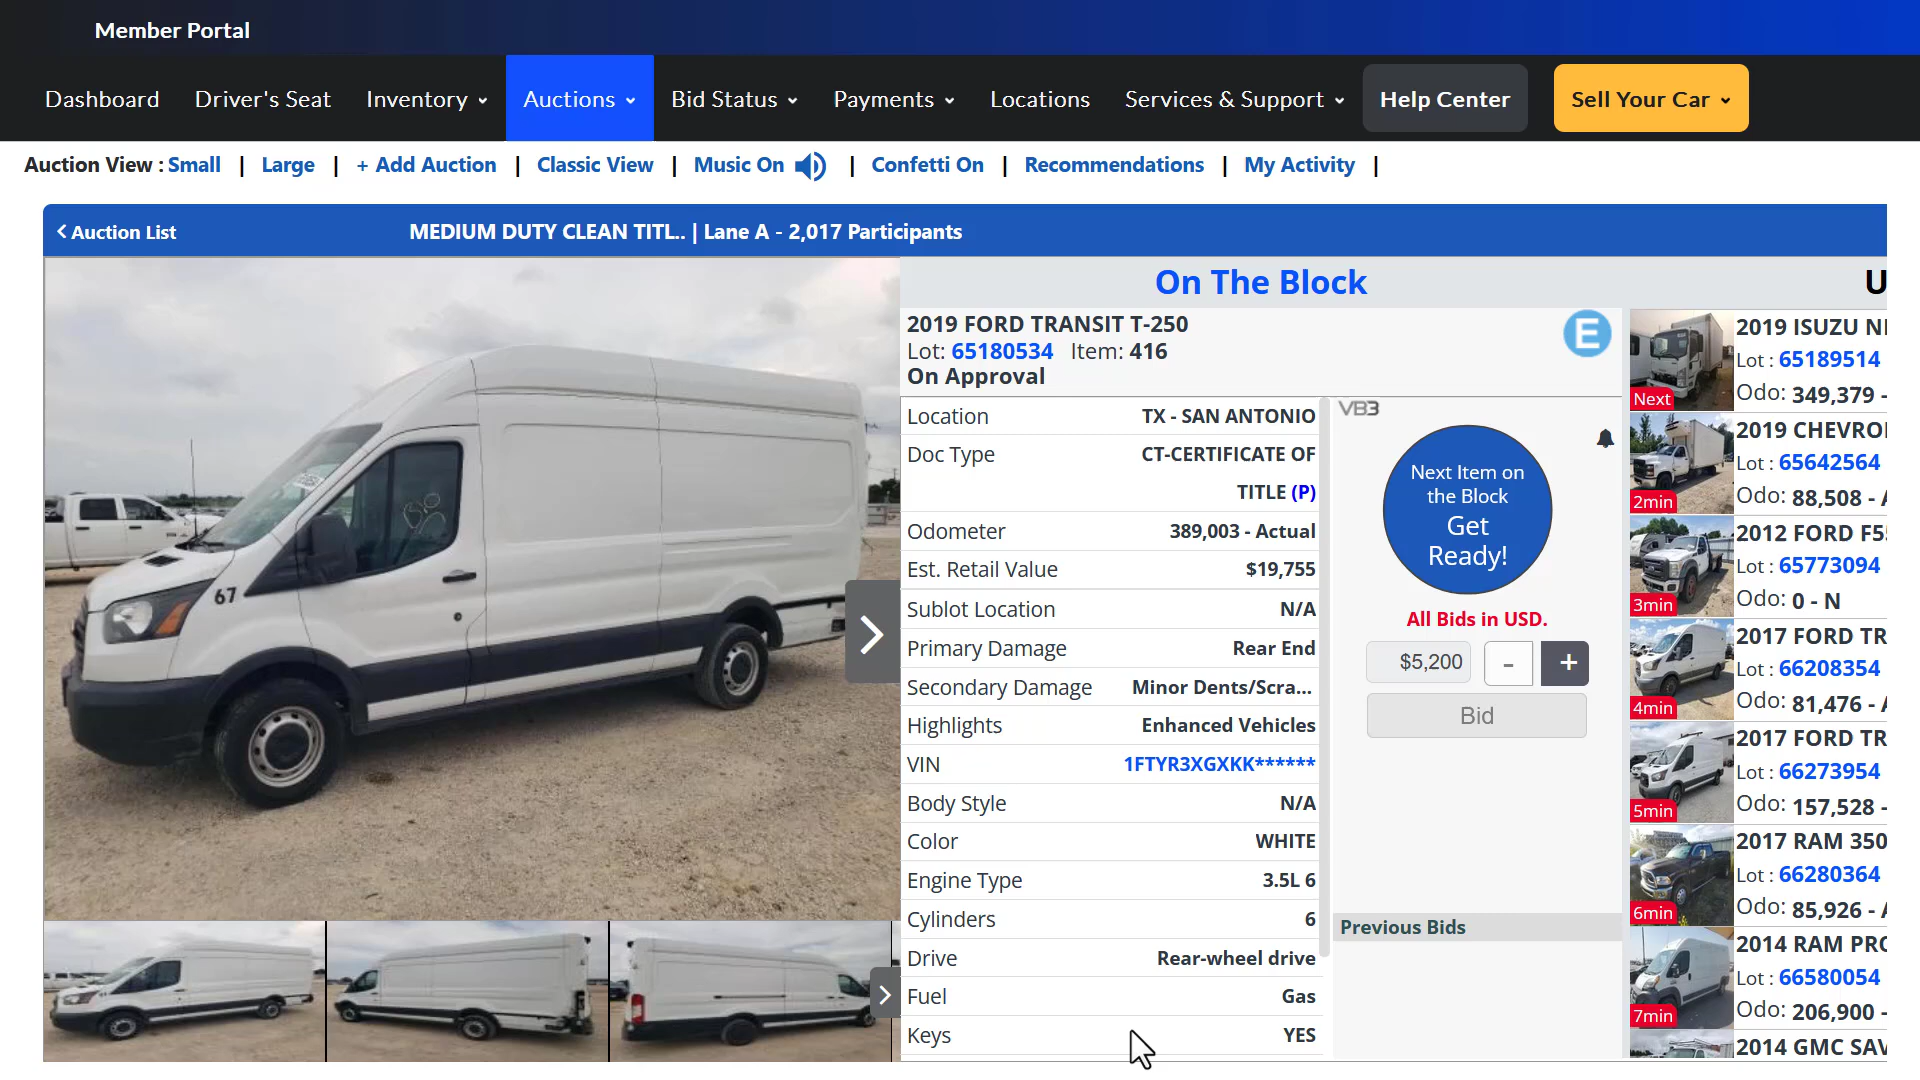 Member Portal
Dashboard
Driver's Seat
Inventory
Auctions
Bid Status
Payments
Locations
Services & Support
Help Center
Sell Your Car
Auction View : Small | Large | + Add Auction | Classic View | Music On | Confetti On | Recommendations | My Activity |
Auction List
MEDIUM DUTY CLEAN TITL.. | Lane A - 2,017 Participants
67
On The Block
2019 FORD TRANSIT T-250
Lot: 65180534 Item: 416
On Approval
E
Location TX - SAN ANTONIO
Doc Type CT-CERTIFICATE OF
TITLE (P)
Odometer 389,003 - Actual
Est. Retail Value $19,755
Sublot Location N/A
Primary Damage Rear End
Secondary Damage Minor Dents/Scra...
Highlights Enhanced Vehicles
VIN 1FTYR3XGXKK******
Body Style N/A
Color WHITE
Engine Type 3.5L 6
Cylinders 6
Drive Rear-wheel drive
Fuel Gas
Keys YES
VB3
Next Item on
the Block
Get
Ready!
All Bids in USD.
$5,200 - +
Bid
Previous Bids
U
2019 ISUZU N
Lot : 65189514
Odo: 349,379 -
Next
2019 CHEVRO
Lot : 65642564
Odo: 88,508 - A
2min
2012 FORD F5
Lot : 65773094
Odo: 0 - N
3min
2017 FORD TR
Lot : 66208354
Odo: 81,476 - A
4min
2017 FORD TR
Lot : 66273954
Odo: 157,528 -
5min
2017 RAM 350
Lot : 66280364
Odo: 85,926 - A
6min
2014 RAM PRO
Lot : 66580054
Odo: 206,900 -
7min
2014 GMC SAV